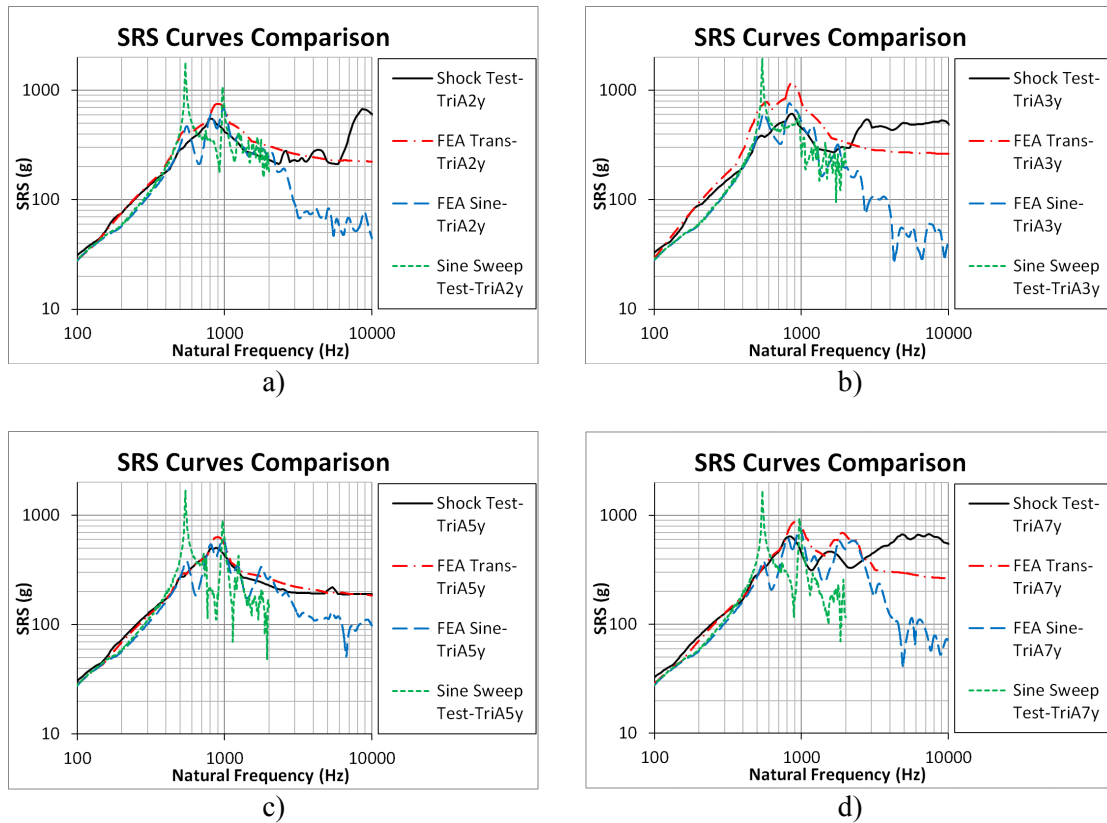 SRS Curves Comparison
SRS (g)
1000
100
10
100
1000
10000
Natural Frequency (Hz)
Shock Test-
TriA2y
FEA Trans-
TriA2y
FEA Sine-
TriA2y
Sine Sweep
Test-TriA2y
a)
SRS Curves Comparison
SRS (g)
1000
100
10
100
1000
10000
Natural Frequency (Hz)
Shock Test-
TriA3y
FEA Trans-
TriA3y
FEA Sine-
TriA3y
Sine Sweep
Test-TriA3y
b)
SRS Curves Comparison
SRS (g)
1000
100
10
100
1000
10000
Natural Frequency (Hz)
Shock Test-
TriA5y
FEA Trans-
TriA5y
FEA Sine-
TriA5y
Sine Sweep
Test-TriA5y
c)
SRS Curves Comparison
SRS (g)
1000
100
10
100
1000
10000
Natural Frequency (Hz)
Shock Test-
TriA7y
FEA Trans-
TriA7y
FEA Sine-
TriA7y
Sine Sweep
Test-TriA7y
d)